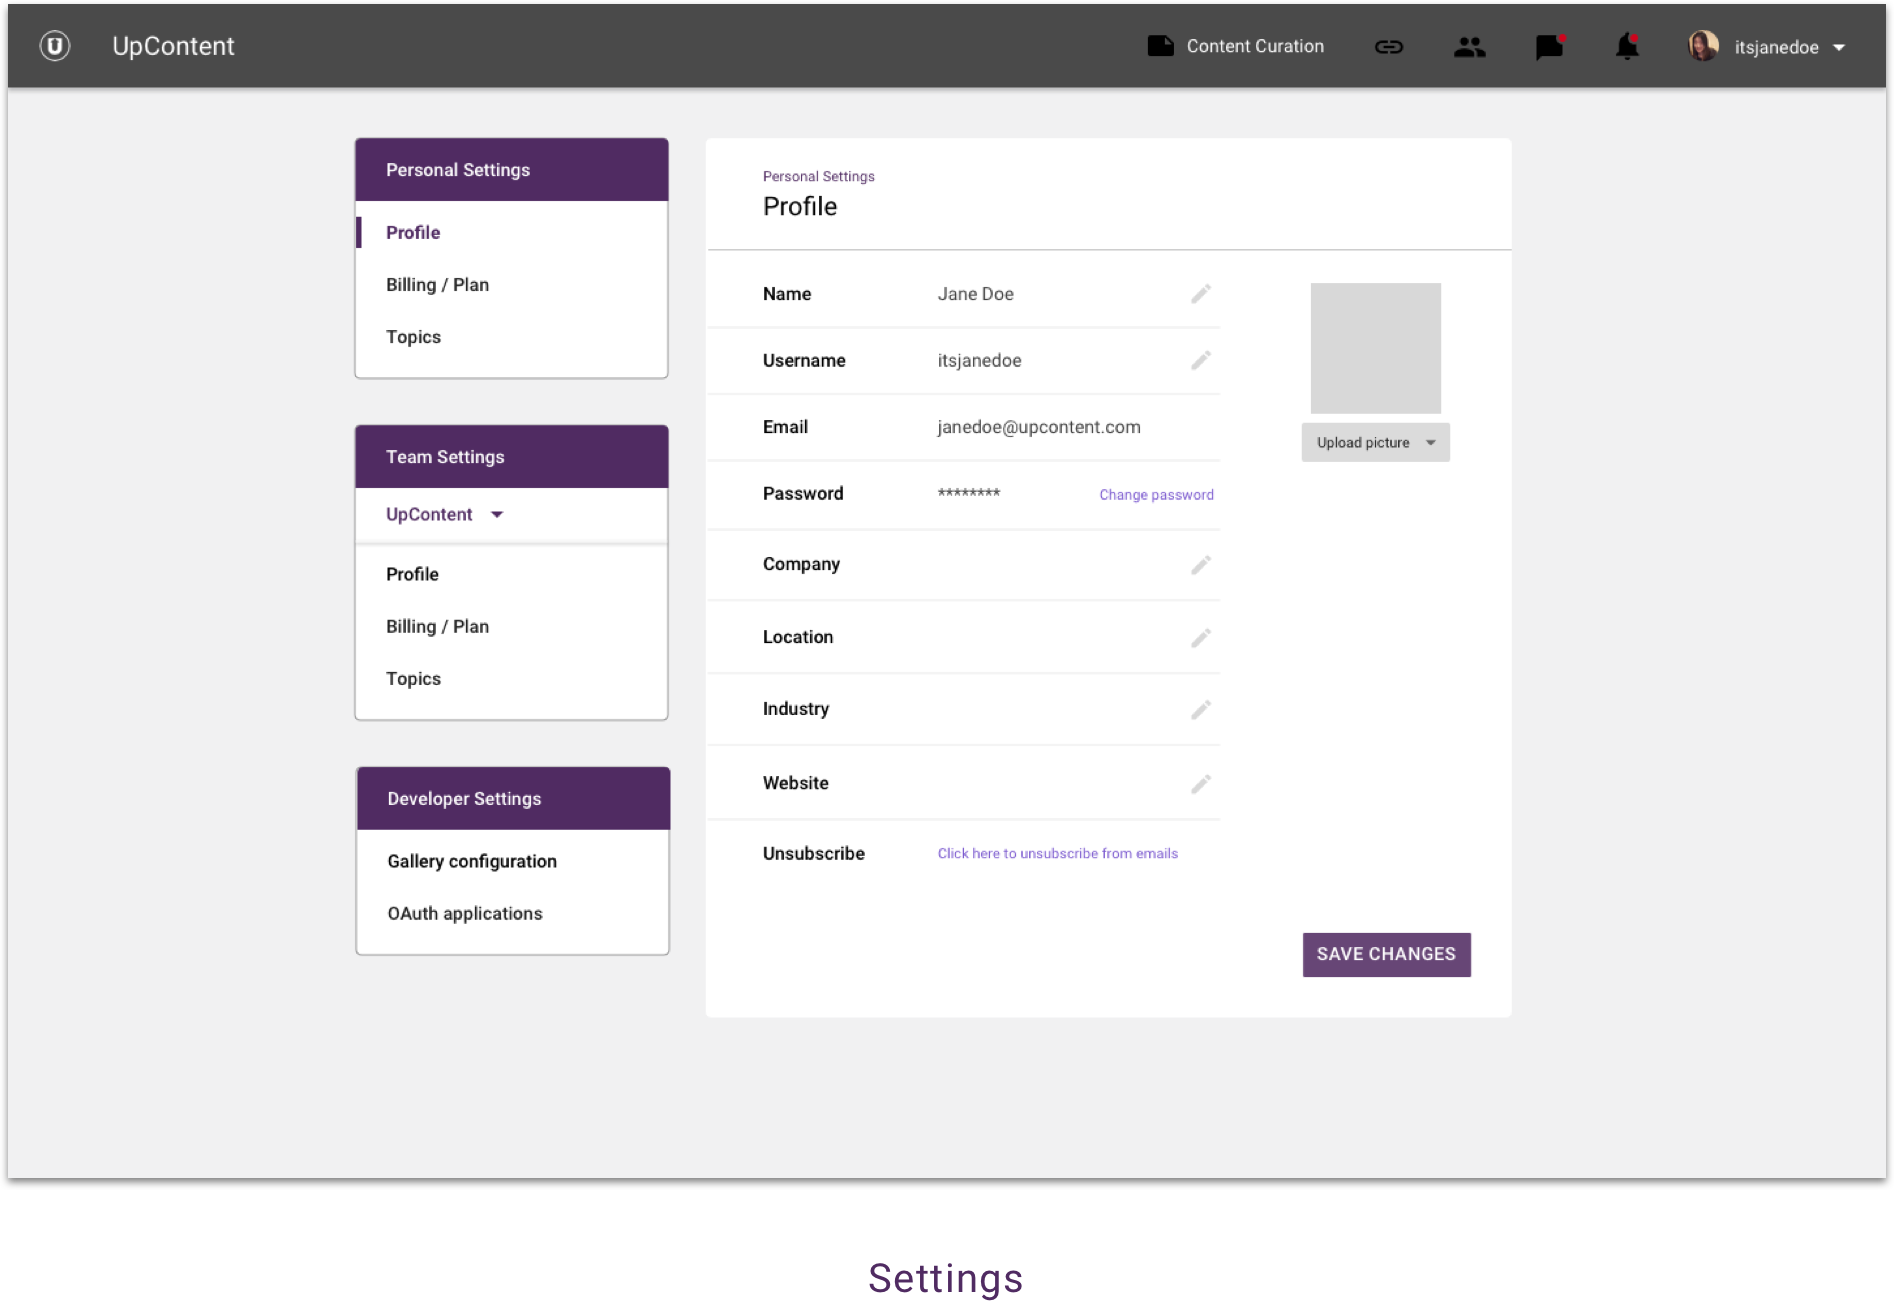 U UpContent Content Curation itsjanedoe
Personal Settings
Profile
Billing / Plan
Topics
Team Settings
UpContent
Profile
Billing / Plan
Topics
Developer Settings
Gallery configuration
OAuth applications
Personal Settings
Profile
Name Jane Doe
Username itsjanedoe
Email janedoe@upcontent.com
Password ******** Change password
Company
Location
Industry
Website
Unsubscribe Click here to unsubscribe from emails
Upload picture
SAVE CHANGES
Settings